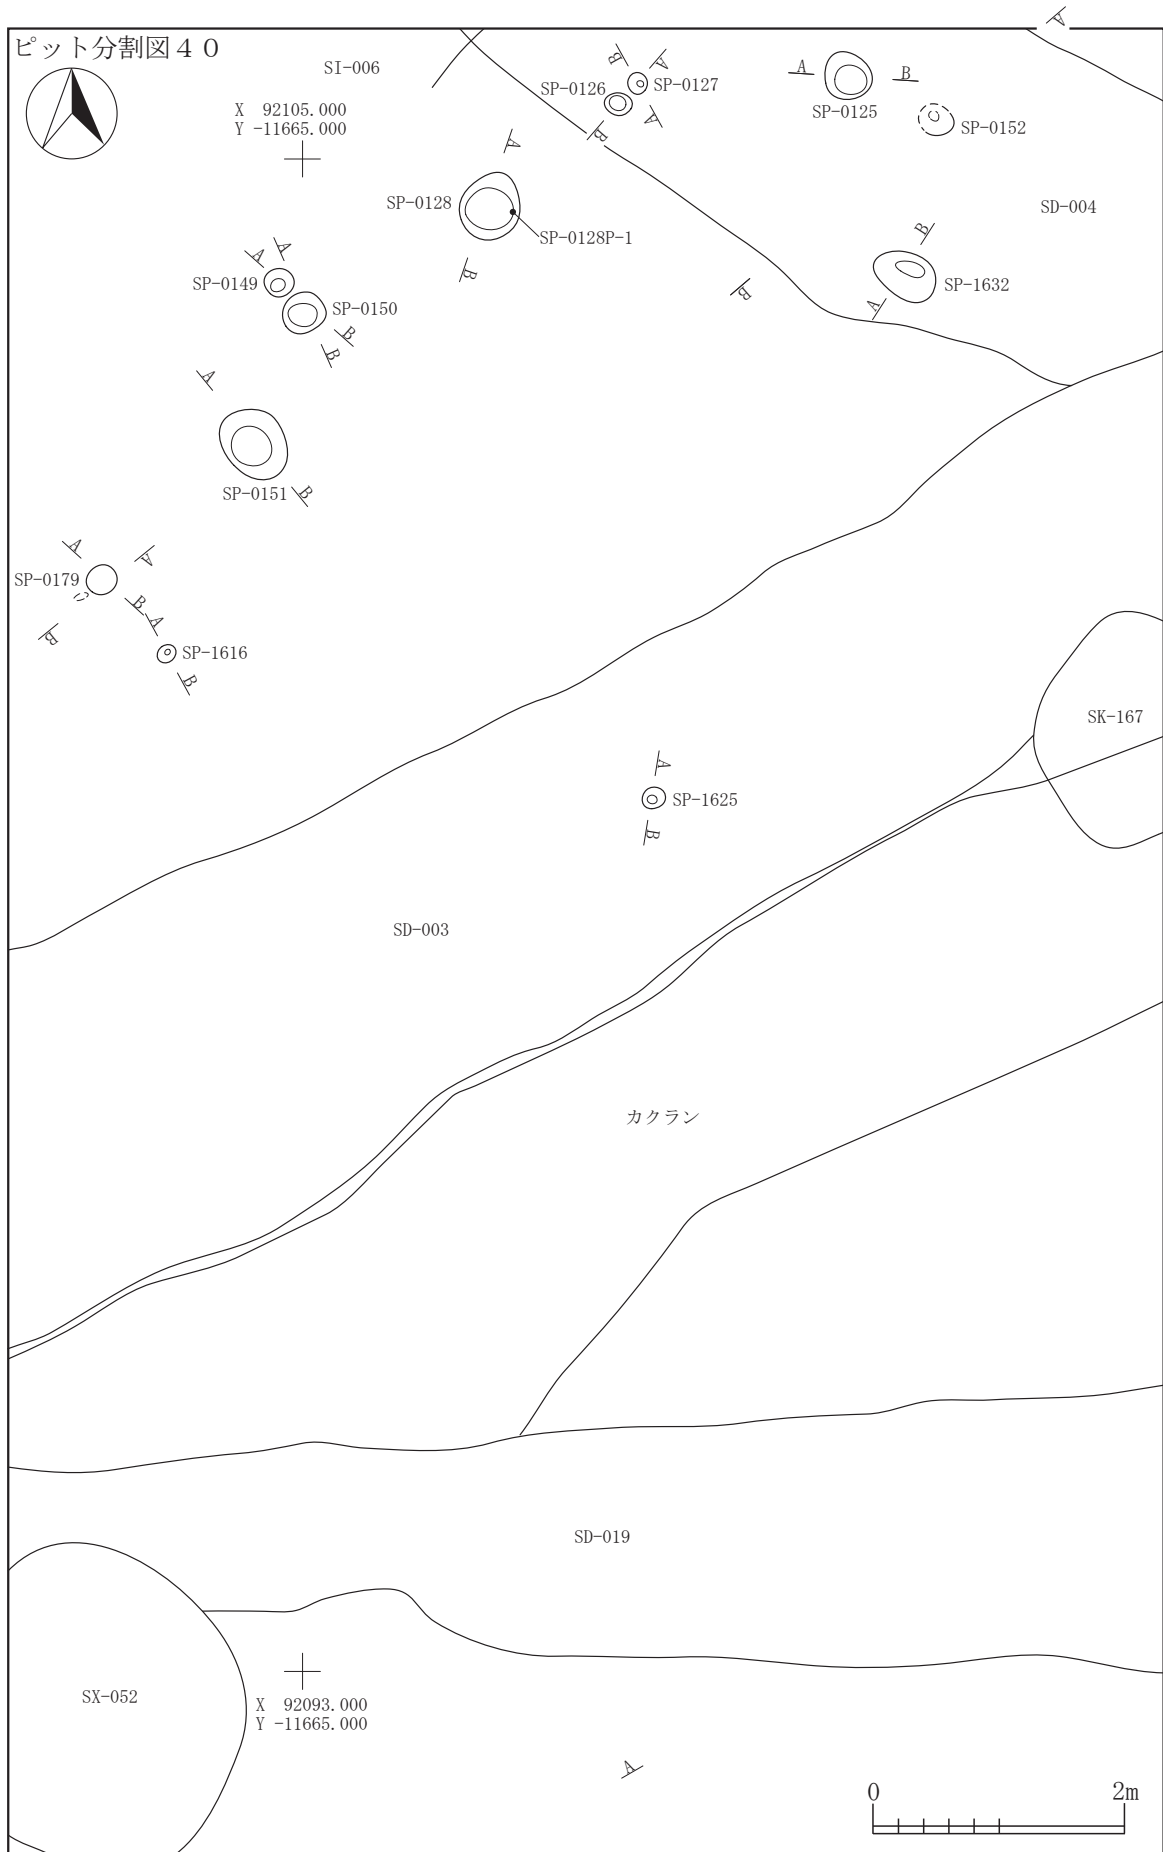 ピット分割図４０
A
SI-006
X 92105.000
Y -11665.000
B
A
SP-0126
SP-0127
A
B
A
B
SP-0125
SP-0152
A
SP-0128
SP-0128P-1
B
SD-004
B
SP-1632
A
B
A
A
SP-0149
SP-0150
B
B
A
SP-0151
B
A
A
SP-0179
B
A
B
SP-1616
B
SK-167
A
SP-1625
B
SD-003
カクラン
SD-019
SX-052
X 92093.000
Y -11665.000
A
0 2m